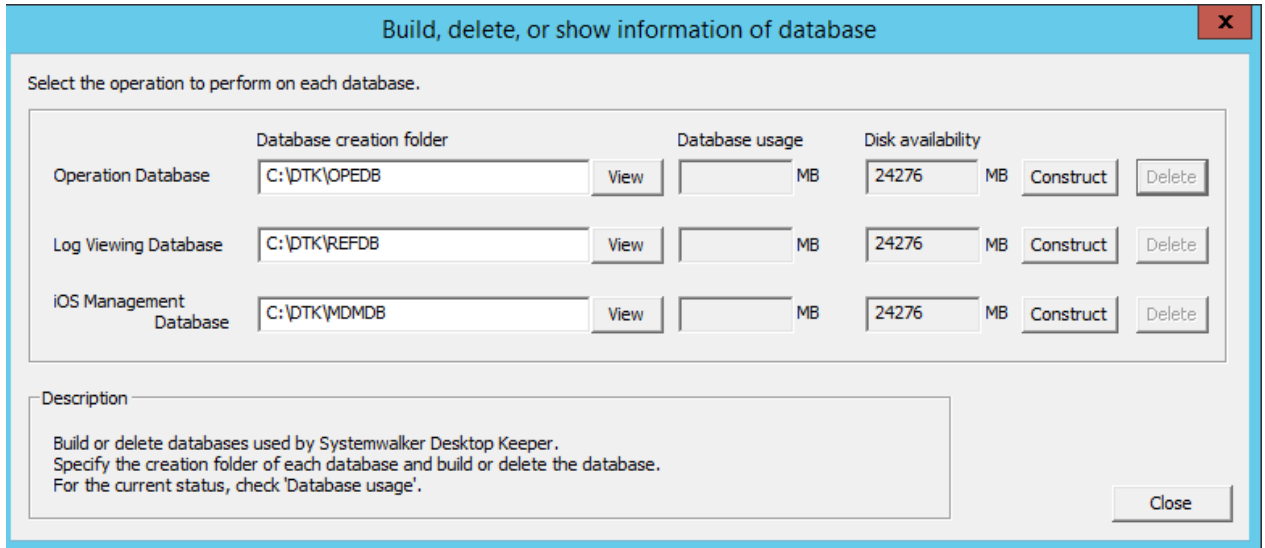 Build, delete, or show information of database
x
Select the operation to perform on each database.
Database creation folder Database usage Disk availability
Operation Database C:\DTK\OPEDB View MB 24276 MB Construct Delete
Log Viewing Database C:\DTK\REFDB View MB 24276 MB Construct Delete
iOS Management
Database C:\DTK\MDMDB View MB 24276 MB Construct Delete
Description
Build or delete databases used by Systemwalker Desktop Keeper.
Specify the creation folder of each database and build or delete the database.
For the current status, check 'Database usage'.
Close